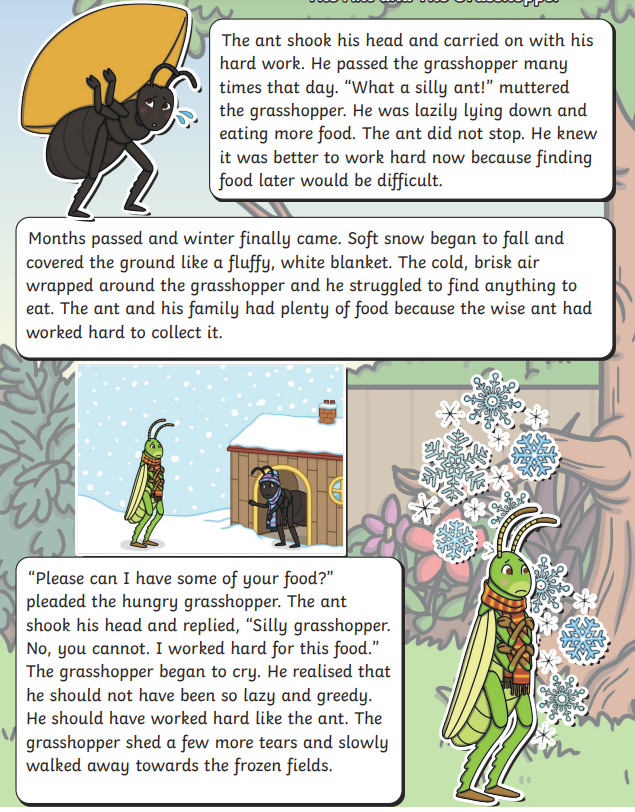 The Ant and The Grasshopper
The ant shook his head and carried on with his
hard work. He passed the grasshopper many
times that day. “What a silly ant!” muttered
the grasshopper. He was lazily lying down and
eating more food. The ant did not stop. He knew
it was better to work hard now because finding
food later would be difficult.
Months passed and winter finally came. Soft snow began to fall and
covered the ground like a fluffy, white blanket. The cold, brisk air
wrapped around the grasshopper and he struggled to find anything to
eat. The ant and his family had plenty of food because the wise ant had
worked hard to collect it.
“Please can I have some of your food?”
pleaded the hungry grasshopper. The ant
shook his head and replied, “Silly grasshopper.
No, you cannot. I worked hard for this food.”
The grasshopper began to cry. He realised that
he should not have been so lazy and greedy.
He should have worked hard like the ant. The
grasshopper shed a few more tears and slowly
walked away towards the frozen fields.